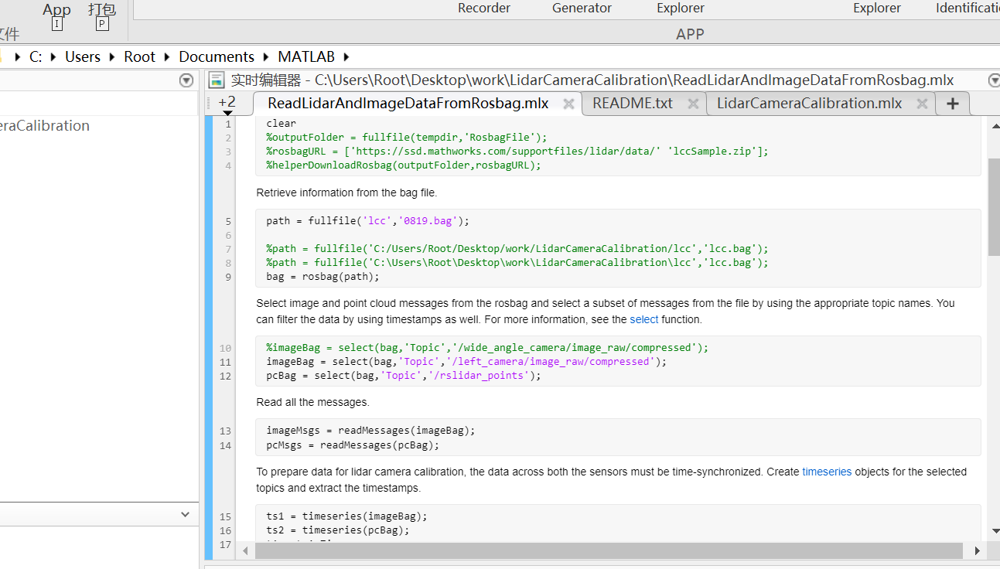 App 打包 Recorder Generator Explorer Explorer Identificati
I P
文件 APP
C: Users Root Documents MATLAB
实时编辑器 - C:\Users\Root\Desktop\work\LidarCameraCalibration\ReadLidarAndImageDataFromRosbag.mlx
+2 ReadLidarAndImageDataFromRosbag.mlx README.txt LidarCameraCalibration.mlx +
eraCalibration
1 clear
2 %outputFolder = fullfile(tempdir,'RosbagFile');
3 %rosbagURL = ['https://ssd.mathworks.com/supportfiles/lidar/data/' 'lccSample.zip'];
4 %helperDownloadRosbag(outputFolder,rosbagURL);
Retrieve information from the bag file.
5 path = fullfile('lcc','0819.bag');
6
7 %path = fullfile('C:/Users/Root/Desktop/work/LidarCameraCalibration/lcc','lcc.bag');
8 %path = fullfile('C:\Users\Root\Desktop\work\LidarCameraCalibration\lcc','lcc.bag');
9 bag = rosbag(path);
Select image and point cloud messages from the rosbag and select a subset of messages from the file by using the appropriate topic names. You
can filter the data by using timestamps as well. For more information, see the select function.
10 %imageBag = select(bag,'Topic','/wide_angle_camera/image_raw/compressed');
11 imageBag = select(bag,'Topic','/left_camera/image_raw/compressed');
12 pcBag = select(bag,'Topic','/rslidar_points');
Read all the messages.
13 imageMsgs = readMessages(imageBag);
14 pcMsgs = readMessages(pcBag);
To prepare data for lidar camera calibration, the data across both the sensors must be time-synchronized. Create timeseries objects for the selected
topics and extract the timestamps.
15 ts1 = timeseries(imageBag);
16 ts2 = timeseries(pcBag);
17